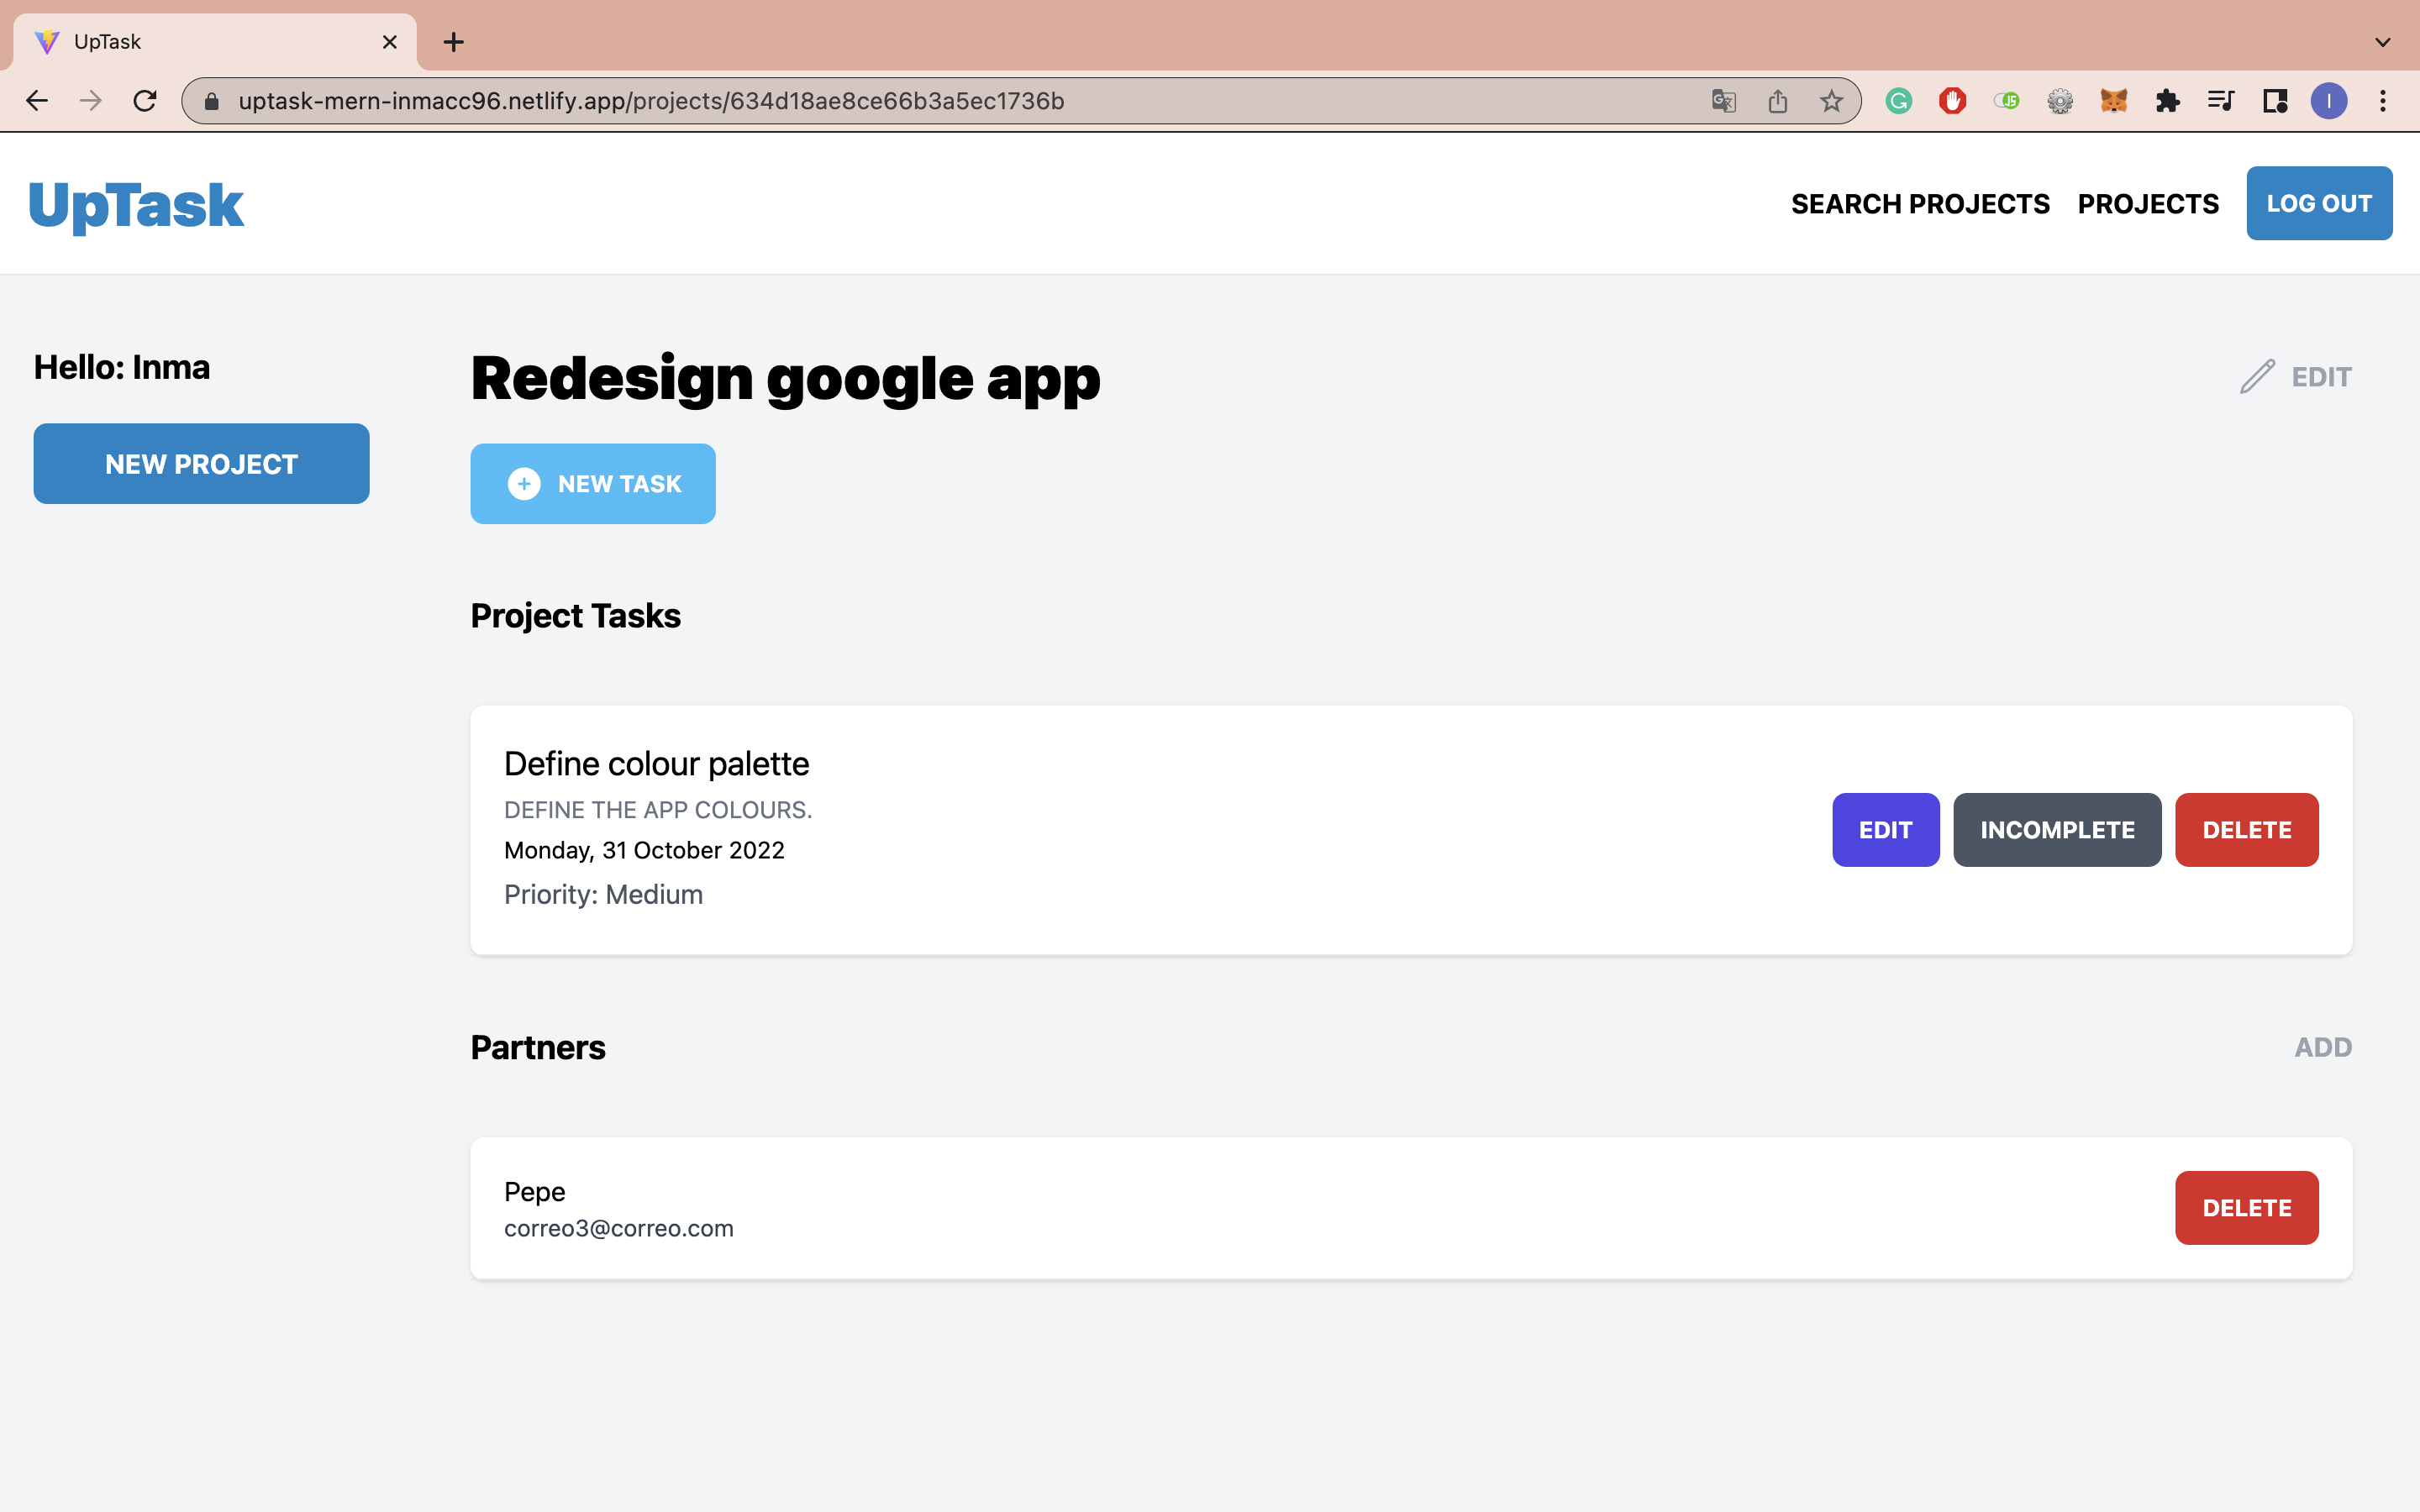 UpTask
uptask-mern-inmacc96.netlify.app/projects/634d18ae8ce66b3a5ec1736b
I
UpTask
SEARCH PROJECTS
PROJECTS
LOG OUT
Hello: Inma
NEW PROJECT
Redesign google app
EDIT
NEW TASK
Project Tasks
Define colour palette
DEFINE THE APP COLOURS.
Monday, 31 October 2022
Priority: Medium
EDIT
INCOMPLETE
DELETE
Partners
ADD
Pepe
correo3@correo.com
DELETE